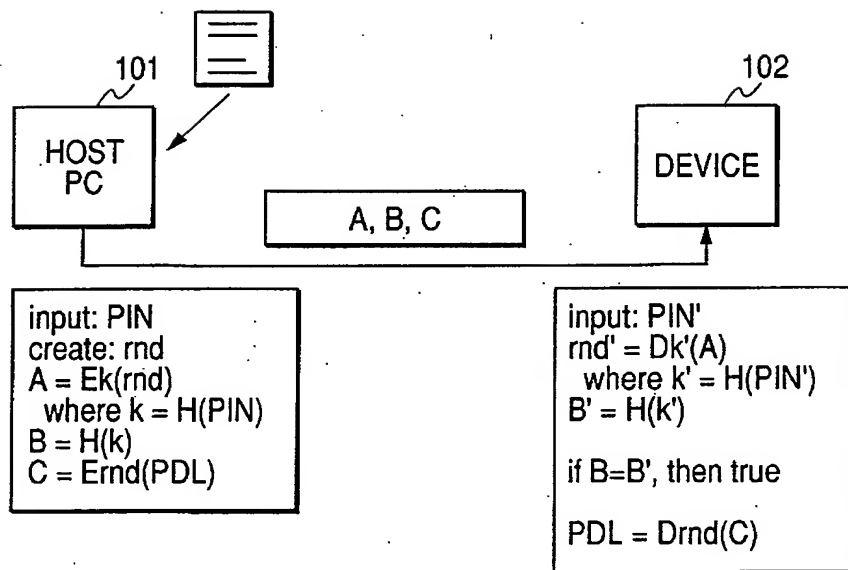 101
HOST
PC
A, B, C
102
DEVICE
input: PIN
create: rnd
A = Ek(rnd)
where k = H(PIN)
B = H(k)
C = Ernd(PDL)
input: PIN'
rnd' = Dk'(A)
where k' = H(PIN')
B' = H(k')
if B=B', then true
PDL = Drnd(C)